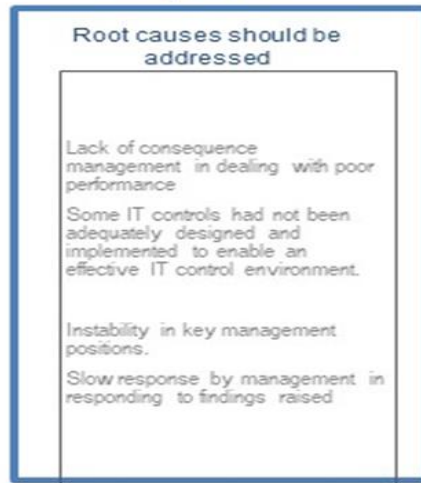 Root causes should be
addressed
Lack of consequence
management in dealing with poor
performance
Some IT controls had not been
adequately designed and
implemented to enable an
effective IT control environment.
Instability in key management
positions.
Slow response by management in
responding to findings raised